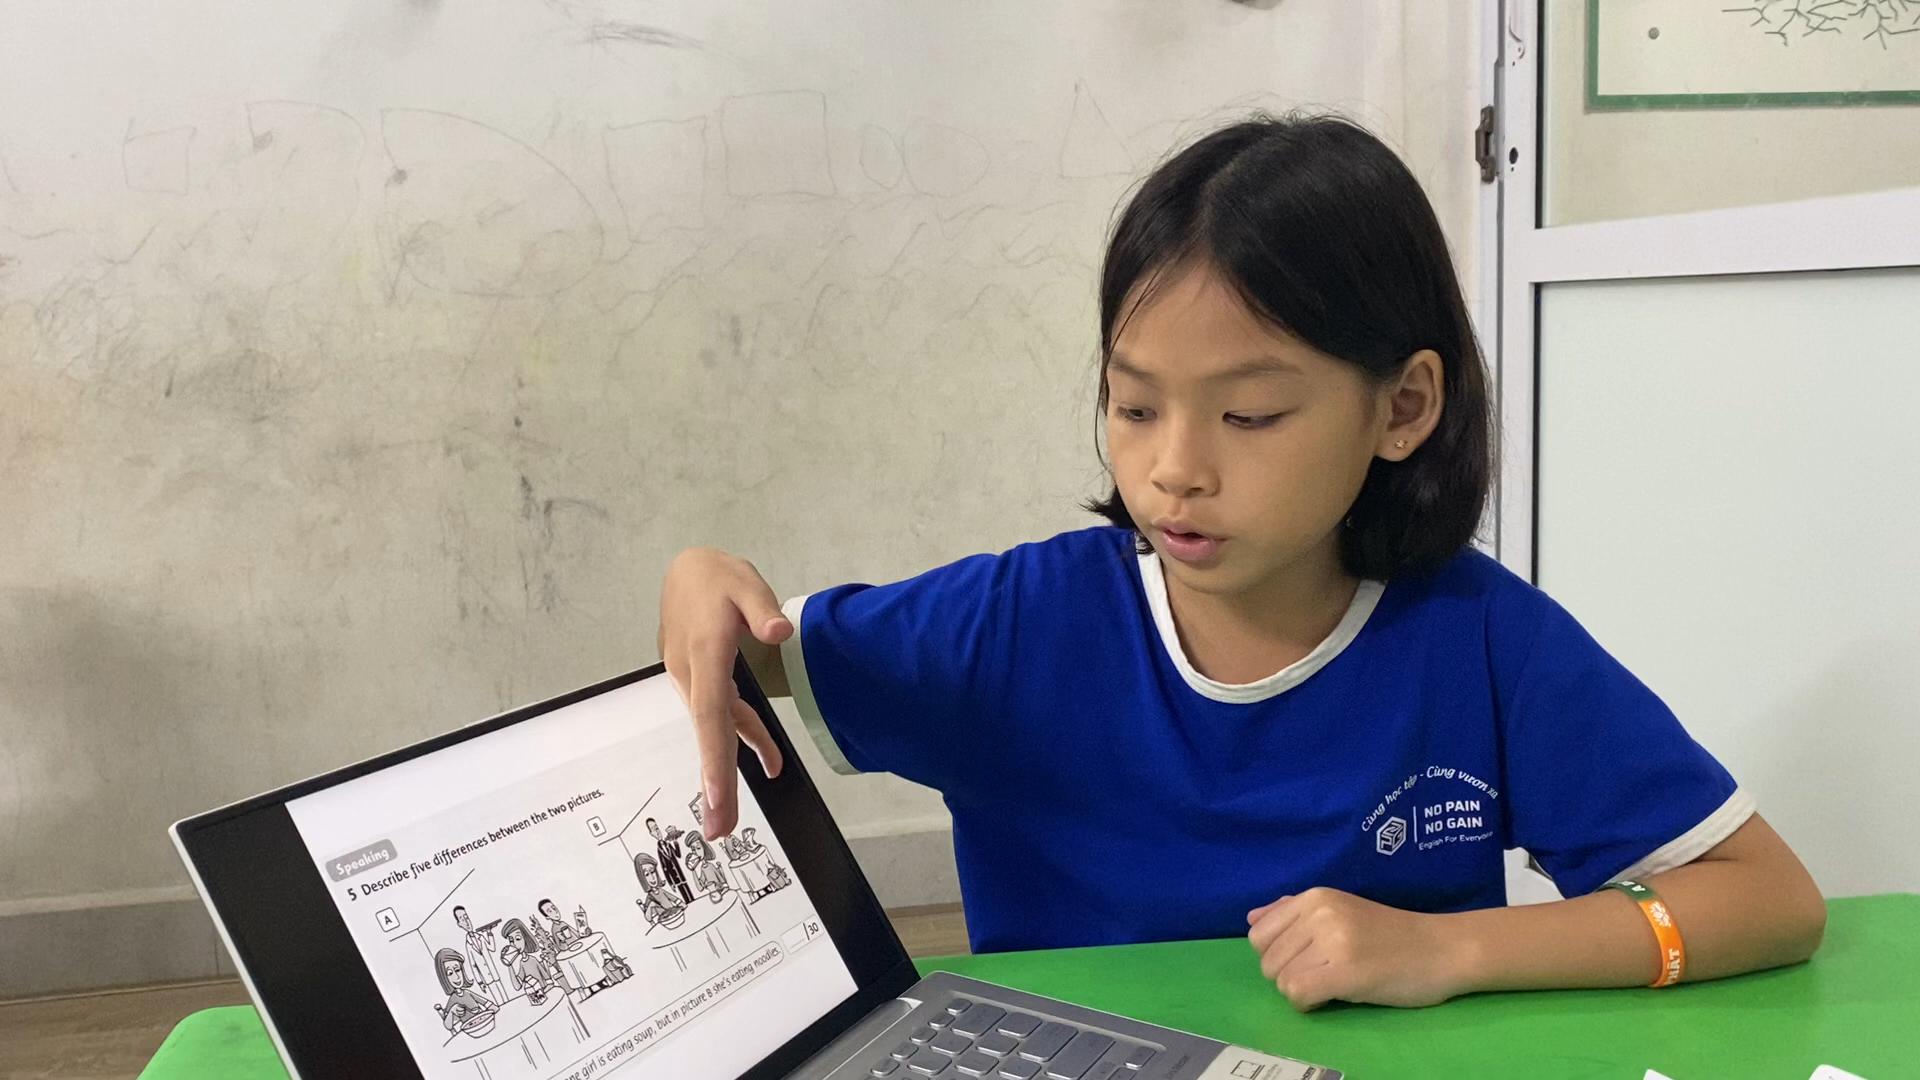 Speaking
5 Describe five differences between the two pictures.
A
B
/30
girl is eating soup, but in picture B she's eating noodles.
Cùng học tập - Cùng vươn xa
NO PAIN
NO GAIN
English For Everyone